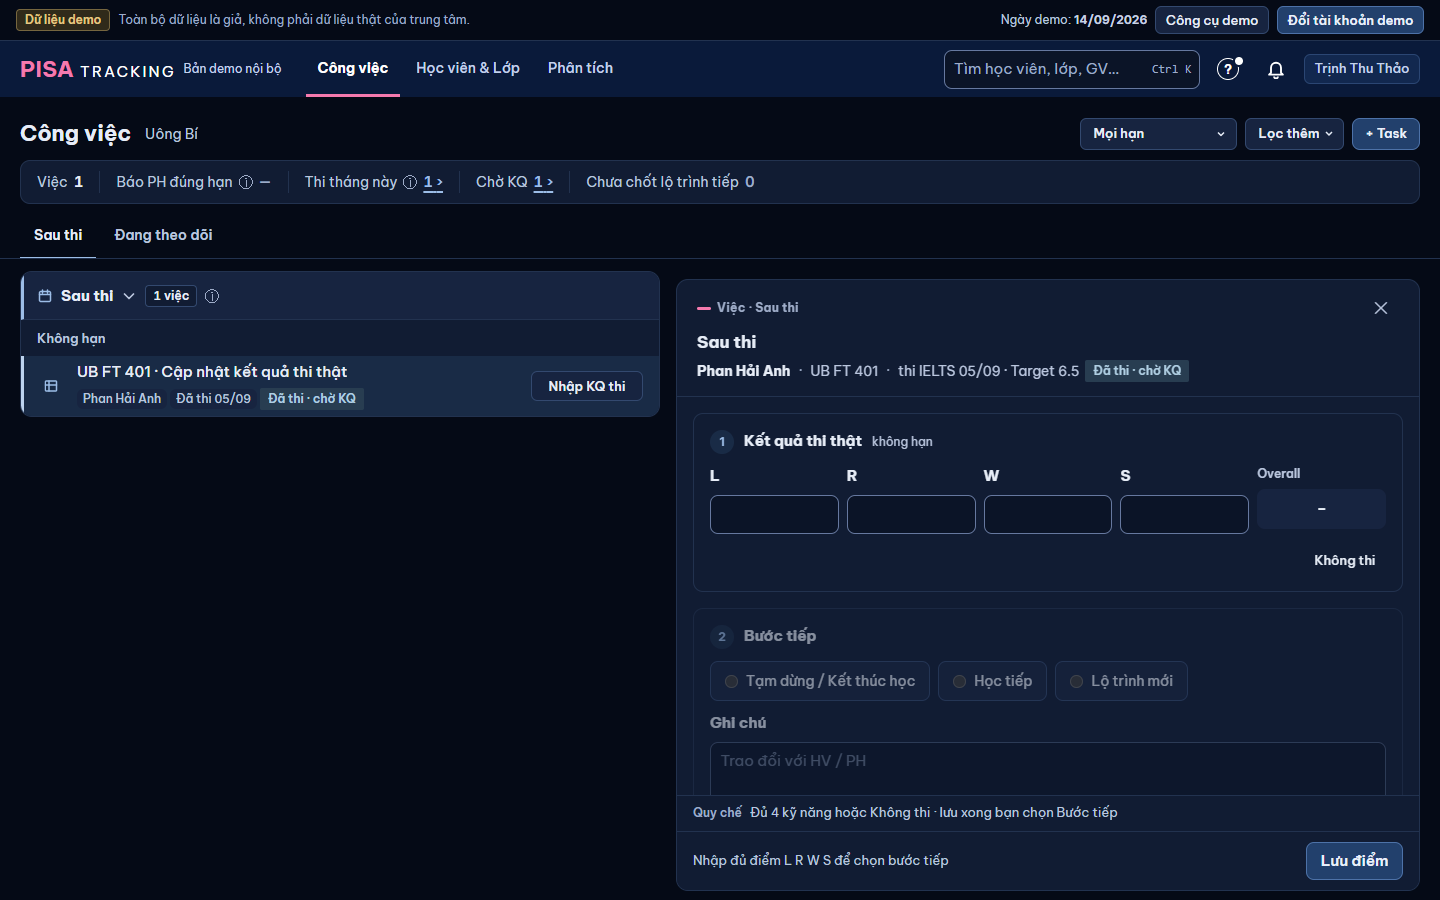 Dữ liệu demo Toàn bộ dữ liệu là giả, không phải dữ liệu thật của trung tâm. Ngày demo: 14/09/2026 Công cụ demo Đổi tài khoản demo
PISA TRACKING Bản demo nội bộ Công việc Học viên & Lớp Phân tích Tìm học viên, lớp, GV... Ctrl K ? Trịnh Thu Thảo
Công việc Uông Bí Mọi hạn Lọc thêm + Task
Việc 1 Báo PH đúng hạn ⓘ — Thi tháng này ⓘ 1 › Chờ KQ 1 › Chưa chốt lộ trình tiếp 0
Sau thi Đang theo dõi
Sau thi 1 việc ⓘ
Không hạn
UB FT 401 · Cập nhật kết quả thi thật
Phan Hải Anh Đã thi 05/09 Đã thi · chờ KQ
Nhập KQ thi
Việc · Sau thi
Sau thi
Phan Hải Anh · UB FT 401 · thi IELTS 05/09 · Target 6.5 Đã thi · chờ KQ
1 Kết quả thi thật không hạn
L R W S Overall
–
Không thi
2 Bước tiếp
Tạm dừng / Kết thúc học Học tiếp Lộ trình mới
Ghi chú
Trao đổi với HV / PH
Quy chế Đủ 4 kỹ năng hoặc Không thi · lưu xong bạn chọn Bước tiếp
Nhập đủ điểm L R W S để chọn bước tiếp Lưu điểm